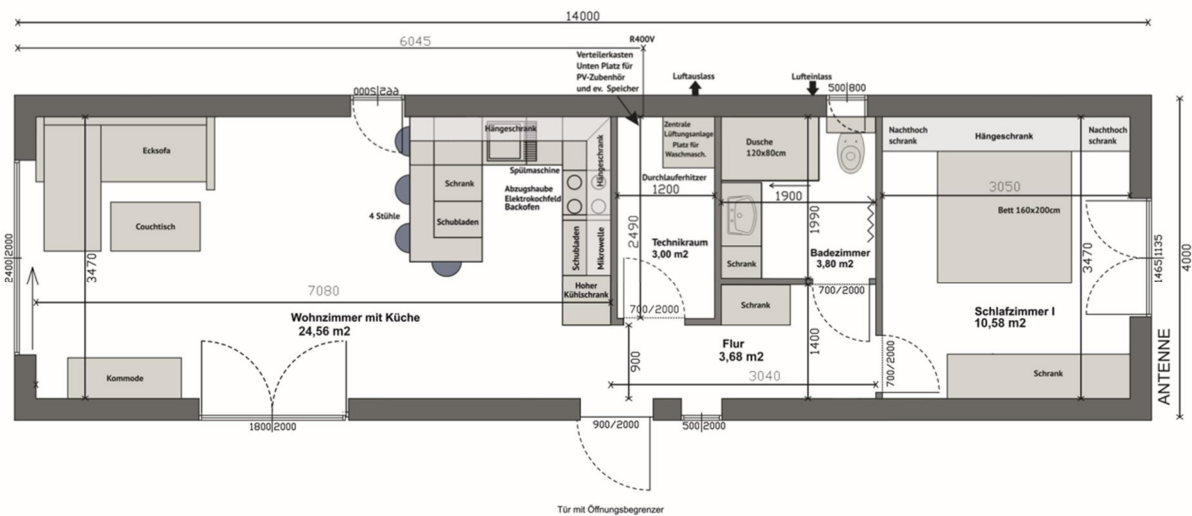 14000
6045
R400V
Verteilerkasten
Unten Platz für
PV-Zubenhör
und ev. Speicher
Luftauslass
Lufteinlass
500|225
500|800
Ecksofa
Couchtisch
3470
2400|2000
7080
Wohnzimmer mit Küche
24,56 m2
Kommode
1800|2000
4 Stühle
Hängeschrank
Spülmaschine
Schrank
Abzugshaube
Elektrokochfeld
Backofen
Schubladen
Hängeschrank
Schubladen
Mikrowelle
Hoher
Kühlschrank
Zentrale
Lüftungsanlage
Platz für
Waschmasch.
Durchlauferhitzer
1200
2490
Technikraum
3,00 m2
700/2000
900
Dusche
120x80cm
1900
1990
Schrank
Badezimmer
3,80 m2
700/2000
Schrank
Flur
3,68 m2
1400
3040
900/2000
500|2000
Nachthoch
schrank
Hängeschrank
Nachthoch
schrank
3050
Bett 160x200cm
3470
Schlafzimmer I
10,58 m2
700/2000
Schrank
1465|1135
4000
ANTENNE
Tür mit Öffnungsbegrenzer